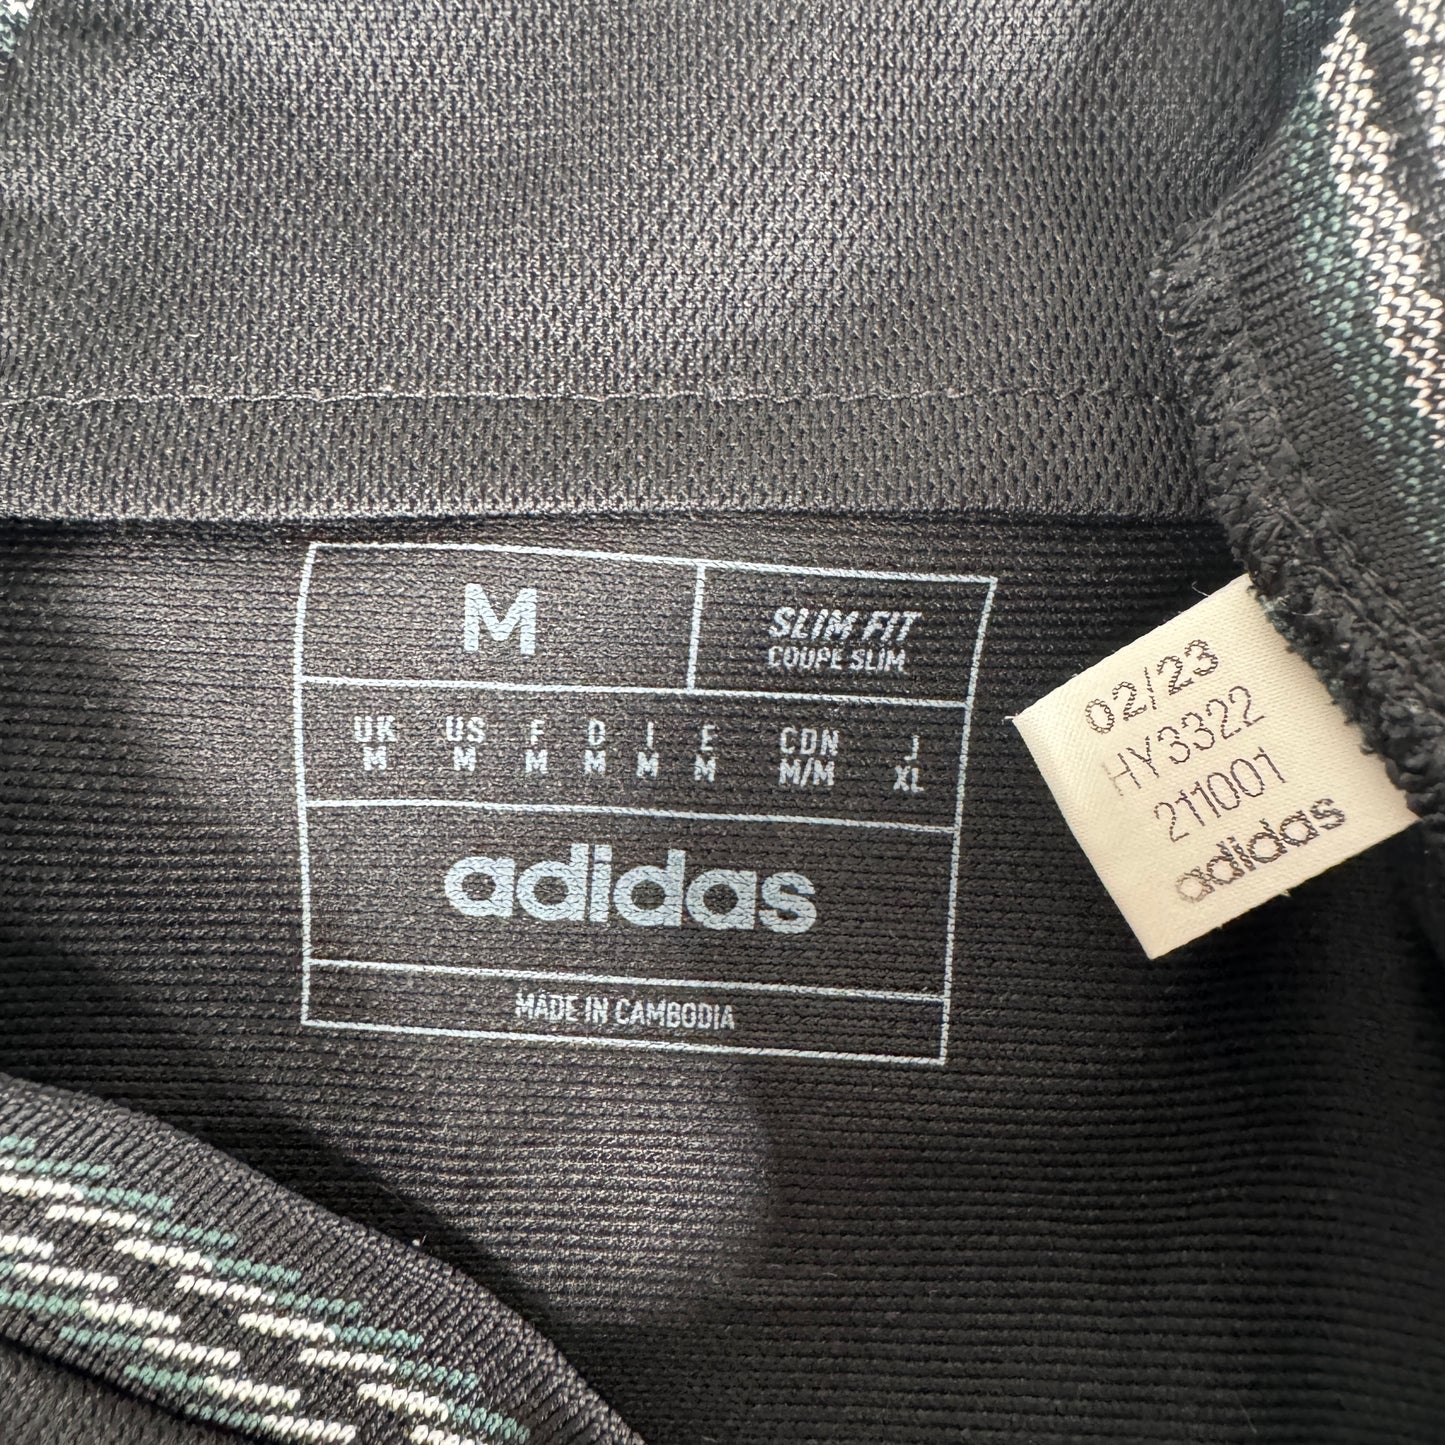 M
SLIM FIT
COUPE SLIM
UK US F D I E CDN J
M M M M M M M/M XL
adidas
MADE IN CAMBODIA
02/23
HY3322
211001
adidas